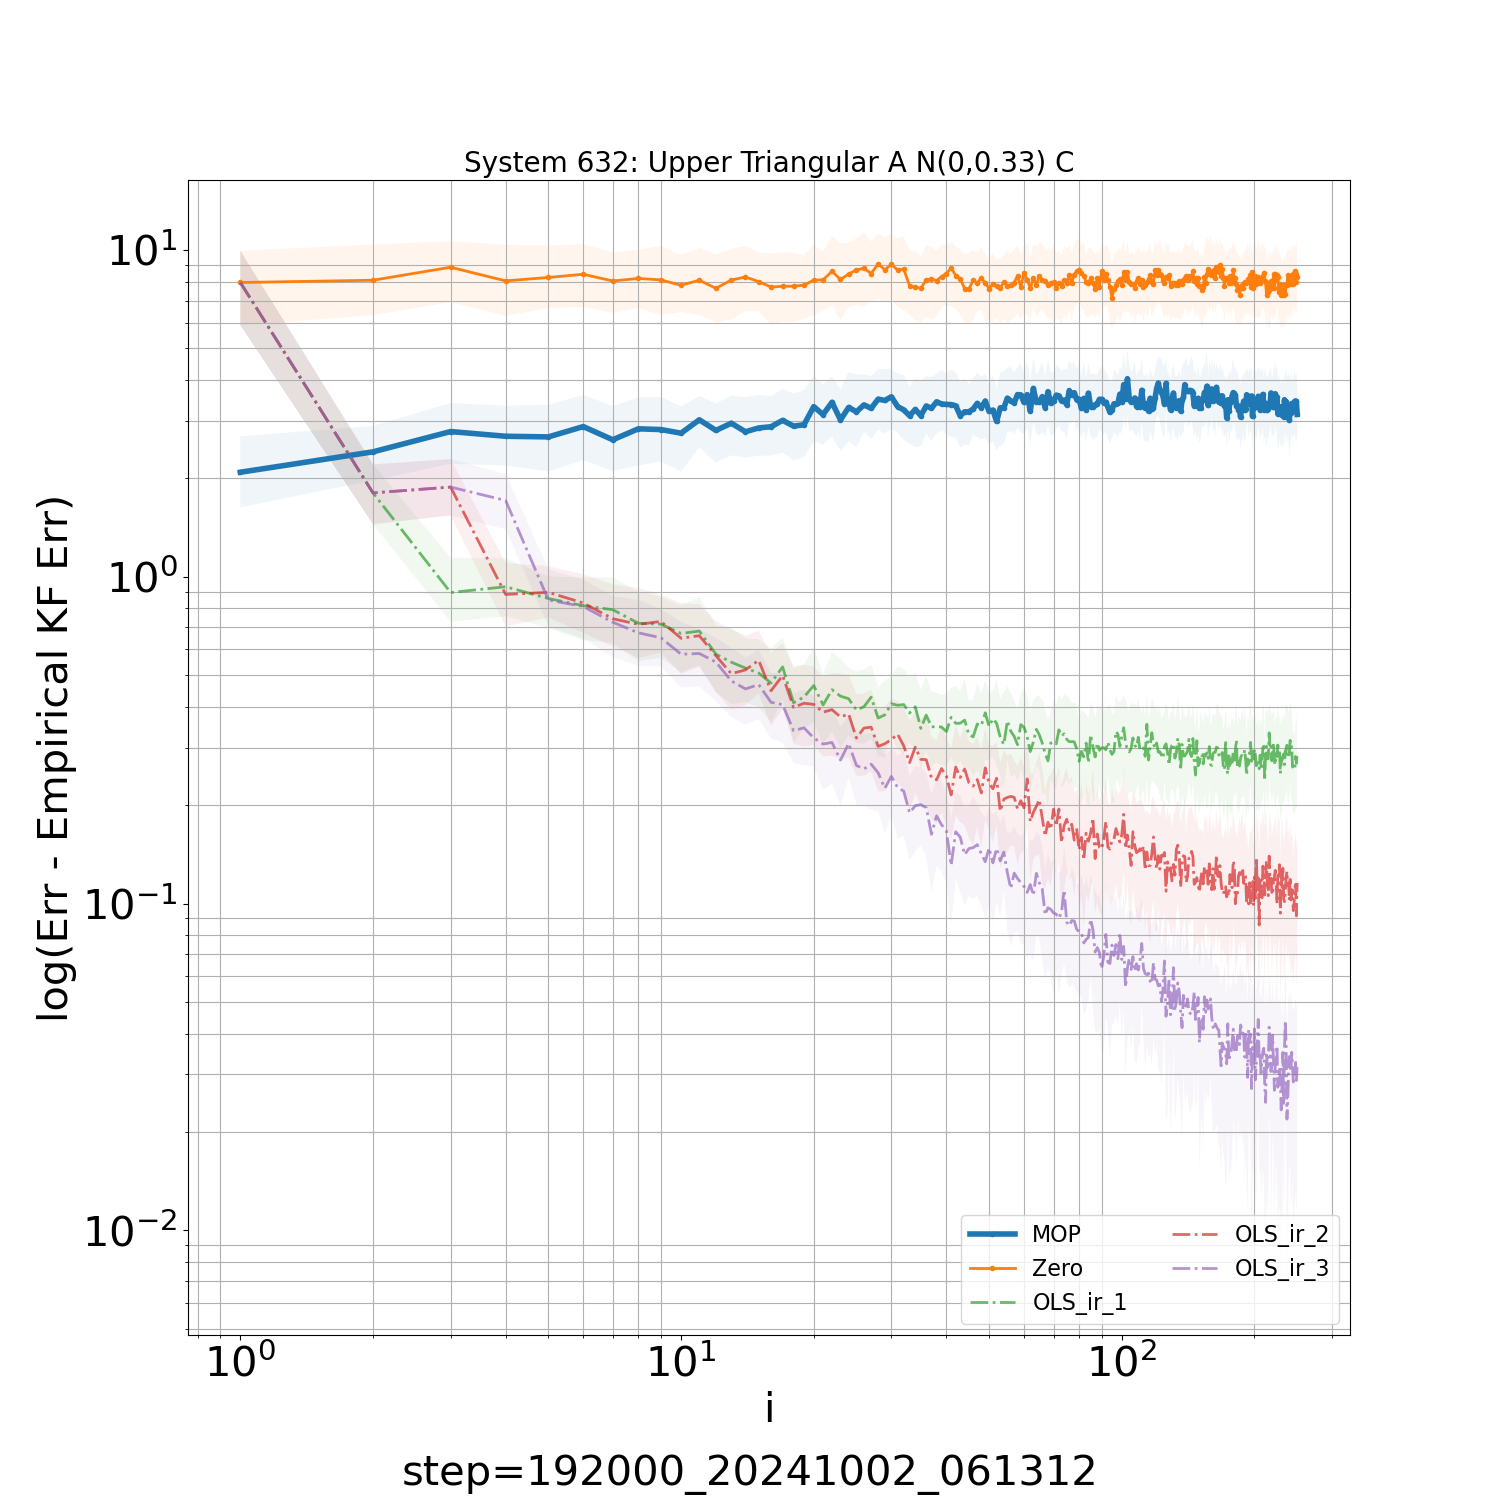 System 632: Upper Triangular A N(0,0.33) C
log(Err - Empirical KF Err)
10^1
10^0
10^-1
10^-2
MOP
Zero
OLS_ir_1
OLS_ir_2
OLS_ir_3
10^0 10^1 10^2
i
step=192000_20241002_061312